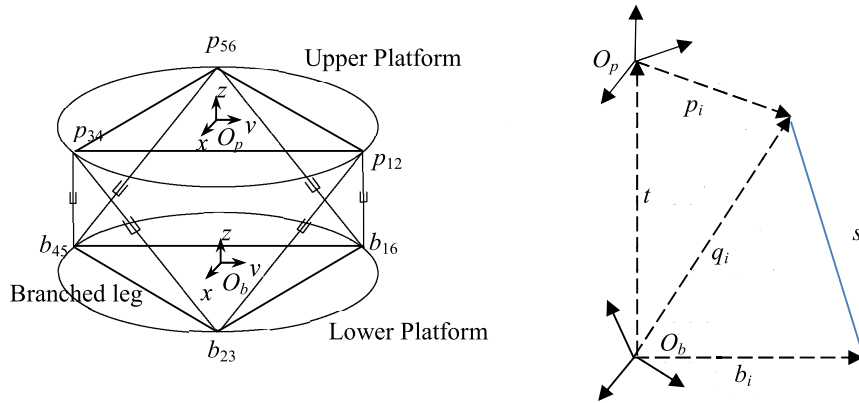 p56
Upper Platform
z
p34
x Op v
p12
b45
z
b16
x Ob v
Branched leg
Lower Platform
b23
Op
pi
t
qi
s
Ob
bi